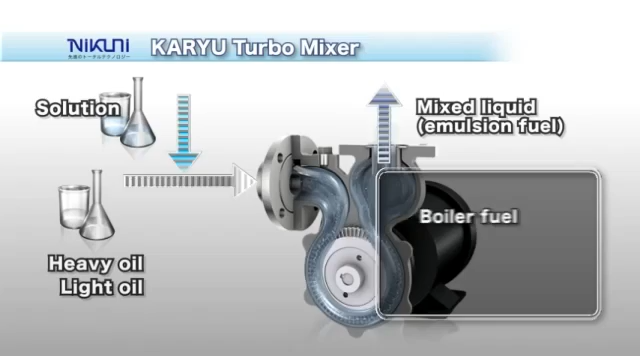 NIKUNI
KARYU Turbo Mixer
Solution
Mixed liquid
(emulsion fuel)
Boiler fuel
Heavy oil
Light oil